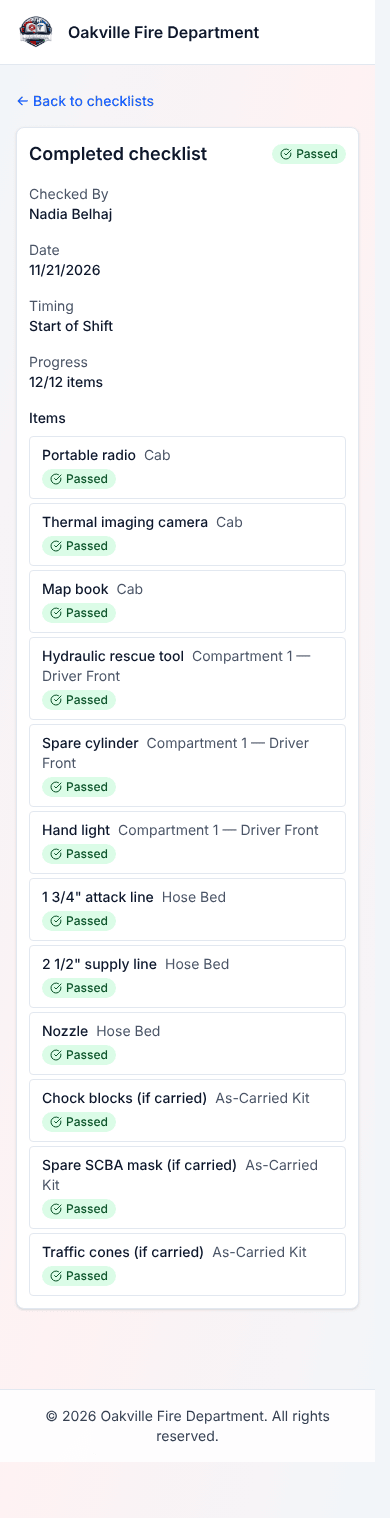 Oakville Fire Department
← Back to checklists
Completed checklist
Passed
Checked By
Nadia Belhaj
Date
11/21/2026
Timing
Start of Shift
Progress
12/12 items
Items
Portable radio Cab
Passed
Thermal imaging camera Cab
Passed
Map book Cab
Passed
Hydraulic rescue tool Compartment 1 —
Driver Front
Passed
Spare cylinder Compartment 1 — Driver
Front
Passed
Hand light Compartment 1 — Driver Front
Passed
1 3/4" attack line Hose Bed
Passed
2 1/2" supply line Hose Bed
Passed
Nozzle Hose Bed
Passed
Chock blocks (if carried) As-Carried Kit
Passed
Spare SCBA mask (if carried) As-Carried
Kit
Passed
Traffic cones (if carried) As-Carried Kit
Passed
© 2026 Oakville Fire Department. All rights
reserved.